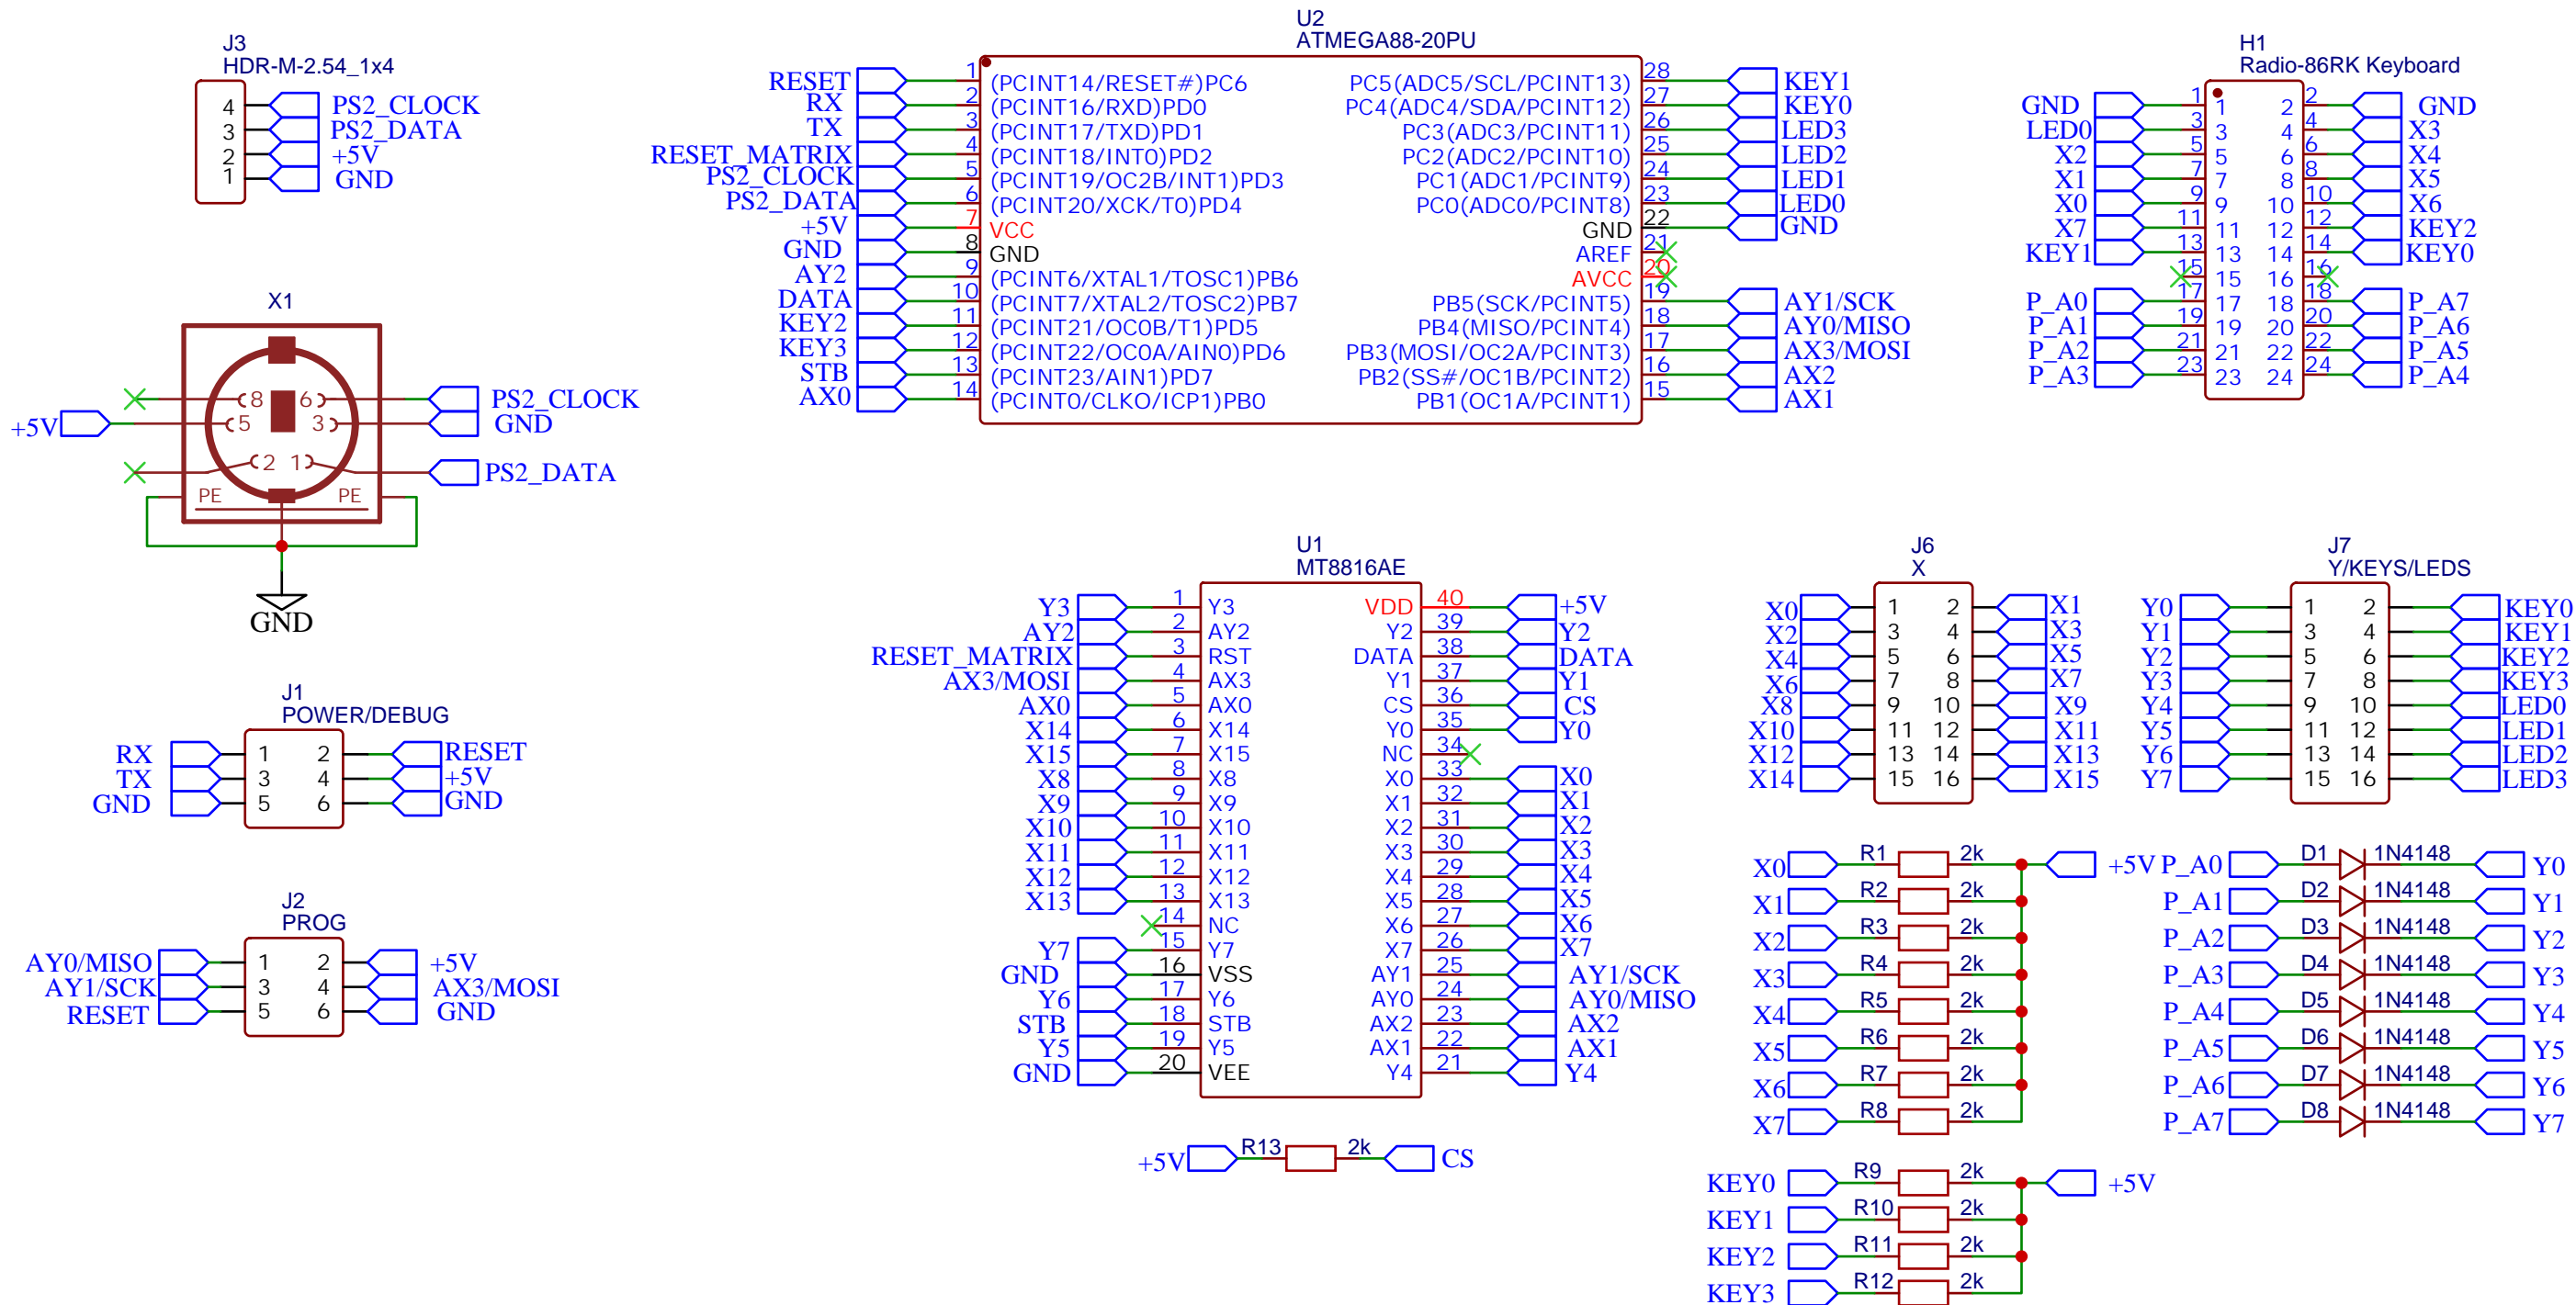 J3
HDR-M-2.54_1x4
4 PS2_CLOCK
3 PS2_DATA
2 +5V
1 GND
X1
8 6 PS2_CLOCK
+5V 5 3 GND
2 1 PS2_DATA
PE PE
GND
J1
POWER/DEBUG
RX 1 2 RESET
TX 3 4 +5V
GND 5 6 GND
J2
PROG
AY0/MISO 1 2 +5V
AY1/SCK 3 4 AX3/MOSI
RESET 5 6 GND
U2
ATMEGA88-20PU
RESET 1 (PCINT14/RESET#)PC6 PC5(ADC5/SCL/PCINT13) 28 KEY1
RX 2 (PCINT16/RXD)PD0 PC4(ADC4/SDA/PCINT12) 27 KEY0
TX 3 (PCINT17/TXD)PD1 PC3(ADC3/PCINT11) 26 LED3
RESET_MATRIX 4 (PCINT18/INT0)PD2 PC2(ADC2/PCINT10) 25 LED2
PS2_CLOCK 5 (PCINT19/OC2B/INT1)PD3 PC1(ADC1/PCINT9) 24 LED1
PS2_DATA 6 (PCINT20/XCK/T0)PD4 PC0(ADC0/PCINT8) 23 LED0
+5V 7 VCC GND 22 GND
GND 8 GND AREF 21
AY2 9 (PCINT6/XTAL1/TOSC1)PB6 AVCC 20
DATA 10 (PCINT7/XTAL2/TOSC2)PB7 PB5(SCK/PCINT5) 19 AY1/SCK
KEY2 11 (PCINT21/OC0B/T1)PD5 PB4(MISO/PCINT4) 18 AY0/MISO
KEY3 12 (PCINT22/OC0A/AIN0)PD6 PB3(MOSI/OC2A/PCINT3) 17 AX3/MOSI
STB 13 (PCINT23/AIN1)PD7 PB2(SS#/OC1B/PCINT2) 16 AX2
AX0 14 (PCINT0/CLKO/ICP1)PB0 PB1(OC1A/PCINT1) 15 AX1
H1
Radio-86RK Keyboard
GND 1 1 2 2 GND
LED0 3 3 4 4 X3
X2 5 5 6 6 X4
X1 7 7 8 8 X5
X0 9 9 10 10 X6
X7 11 11 12 12 KEY2
KEY1 13 13 14 14 KEY0
15 15 16 16
P_A0 17 17 18 18 P_A7
P_A1 19 19 20 20 P_A6
P_A2 21 21 22 22 P_A5
P_A3 23 23 24 24 P_A4
U1
MT8816AE
Y3 1 Y3 VDD 40 +5V
AY2 2 AY2 Y2 39 Y2
RESET_MATRIX 3 RST DATA 38 DATA
AX3/MOSI 4 AX3 Y1 37 Y1
AX0 5 AX0 CS 36 CS
X14 6 X14 Y0 35 Y0
X15 7 X15 NC 34
X8 8 X8 X0 33 X0
X9 9 X9 X1 32 X1
X10 10 X10 X2 31 X2
X11 11 X11 X3 30 X3
X12 12 X12 X4 29 X4
X13 13 X13 X5 28 X5
14 NC X6 27 X6
Y7 15 Y7 X7 26 X7
GND 16 VSS AY1 25 AY1/SCK
Y6 17 Y6 AY0 24 AY0/MISO
STB 18 STB AX2 23 AX2
Y5 19 Y5 AX1 22 AX1
GND 20 VEE Y4 21 Y4
+5V R13 2k CS
J6
X
X0 1 2 X1
X2 3 4 X3
X4 5 6 X5
X6 7 8 X7
X8 9 10 X9
X10 11 12 X11
X12 13 14 X13
X14 15 16 X15
J7
Y/KEYS/LEDS
Y0 1 2 KEY0
Y1 3 4 KEY1
Y2 5 6 KEY2
Y3 7 8 KEY3
Y4 9 10 LED0
Y5 11 12 LED1
Y6 13 14 LED2
Y7 15 16 LED3
X0 R1 2k +5V
X1 R2 2k
X2 R3 2k
X3 R4 2k
X4 R5 2k
X5 R6 2k
X6 R7 2k
X7 R8 2k
P_A0 D1 1N4148 Y0
P_A1 D2 1N4148 Y1
P_A2 D3 1N4148 Y2
P_A3 D4 1N4148 Y3
P_A4 D5 1N4148 Y4
P_A5 D6 1N4148 Y5
P_A6 D7 1N4148 Y6
P_A7 D8 1N4148 Y7
KEY0 R9 2k +5V
KEY1 R10 2k
KEY2 R11 2k
KEY3 R12 2k